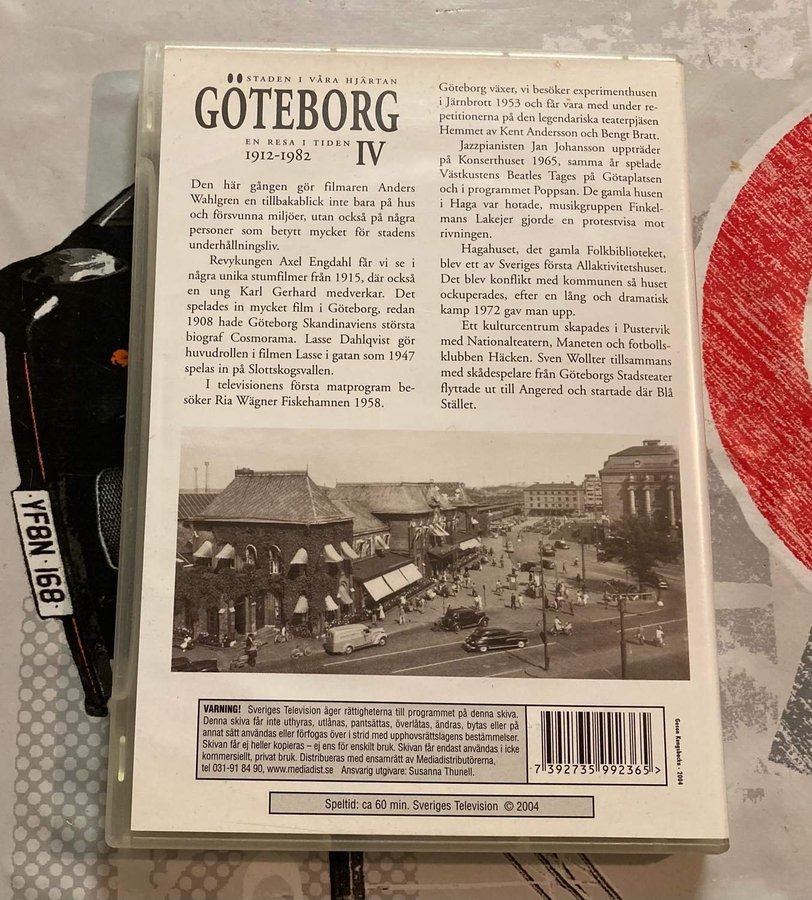 STADEN I VÅRA HJÄRTAN
GÖTEBORG
EN RESA I TIDEN
1912-1982 IV
Den här gången gör filmaren Anders
Wahlgren en tillbakablick inte bara på hus
och försvunna miljöer, utan också på några
personer som betytt mycket för stadens
underhållningsliv.
Revykungen Axel Engdahl får vi se i
några unika stumfilmer från 1915, där också
en ung Karl Gerhard medverkar. Det
spelades in mycket film i Göteborg, redan
1908 hade Göteborg Skandinaviens största
biograf Cosmorama. Lasse Dahlqvist gör
huvudrollen i filmen Lasse i gatan som 1947
spelas in på Slottskogsvallen.
I televisionens första matprogram be-
söker Ria Wägner Fiskehamnen 1958.
Göteborg växer, vi besöker experimenthusen
i Järnbrott 1953 och får vara med under re-
petitionerna på den legendariska teaterpjäsen
Hemmet av Kent Andersson och Bengt Bratt.
Jazzpianisten Jan Johansson uppträder
på Konserthuset 1965, samma år spelade
Västkustens Beatles Tages på Götaplatsen
och i programmet Poppsan. De gamla husen
i Haga var hotade, musikgruppen Finkel-
mans Lakejer gjorde en protestvisa mot
rivningen.
Hagahuset, det gamla Folkbiblioteket,
blev ett av Sveriges första Allaktivitetshuset.
Det blev konflikt med kommunen så huset
ockuperades, efter en lång och dramatisk
kamp 1972 gav man upp.
Ett kulturcentrum skapades i Pustervik
med Nationalteatern, Maneten och fotbolls-
klubben Häcken. Sven Wollter tillsammans
med skådespelare från Göteborgs Stadsteater
flyttade ut till Angered och startade där Blå
Stället.
YF8N 168
VARNING! Sveriges Television äger rättigheterna till programmet på denna skiva.
Denna skiva får inte uthyras, utlånas, pantsättas, överlåtas, ändras, bytas eller på
annat sätt användas eller förfogas över i strid med upphovsrättslagens bestämmelser.
Skivan få ej heller kopieras – ej ens för enskilt bruk. Skivan får endast användas i icke
kommersiellt, privat bruk. Distribueras med ensamrätt av Mediadistributörerna,
tel 031-91 84 90, www.mediadist.se Ansvarig utgivare: Susanna Thunell.
7 392735 992365 >
Geson Kungsbacka - 2004
Speltid: ca 60 min. Sveriges Television © 2004